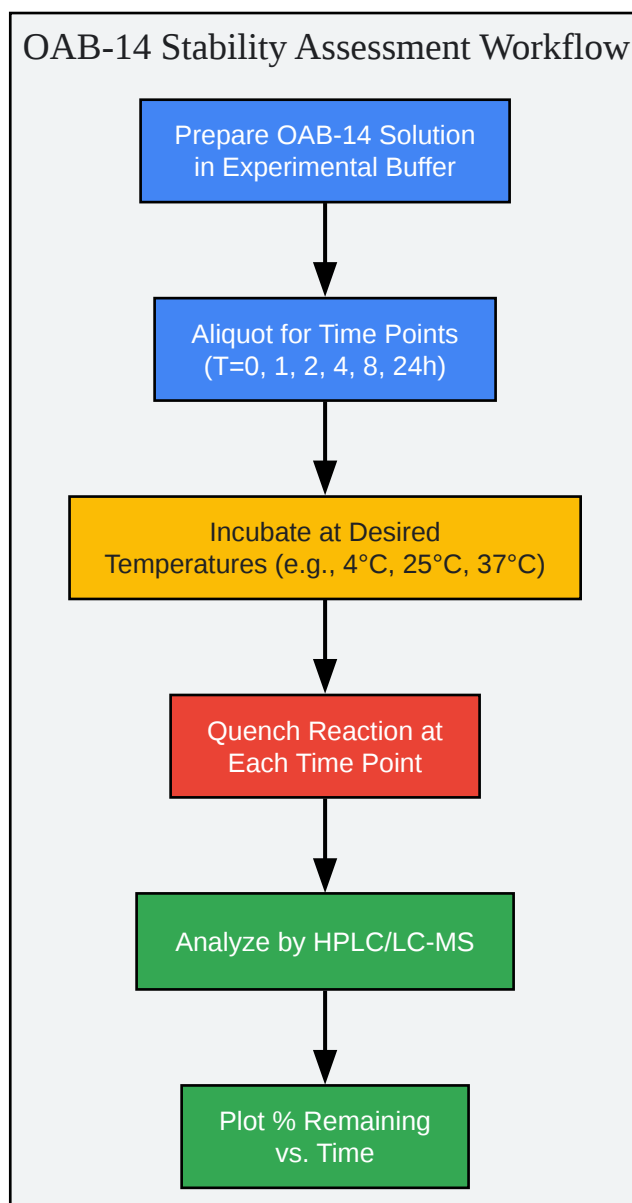 OAB-14 Stability Assessment Workflow
Prepare OAB-14 Solution
in Experimental Buffer
Aliquot for Time Points
(T=0, 1, 2, 4, 8, 24h)
Incubate at Desired
Temperatures (e.g., 4°C, 25°C, 37°C)
Quench Reaction at
Each Time Point
Analyze by HPLC/LC-MS
Plot % Remaining
vs. Time